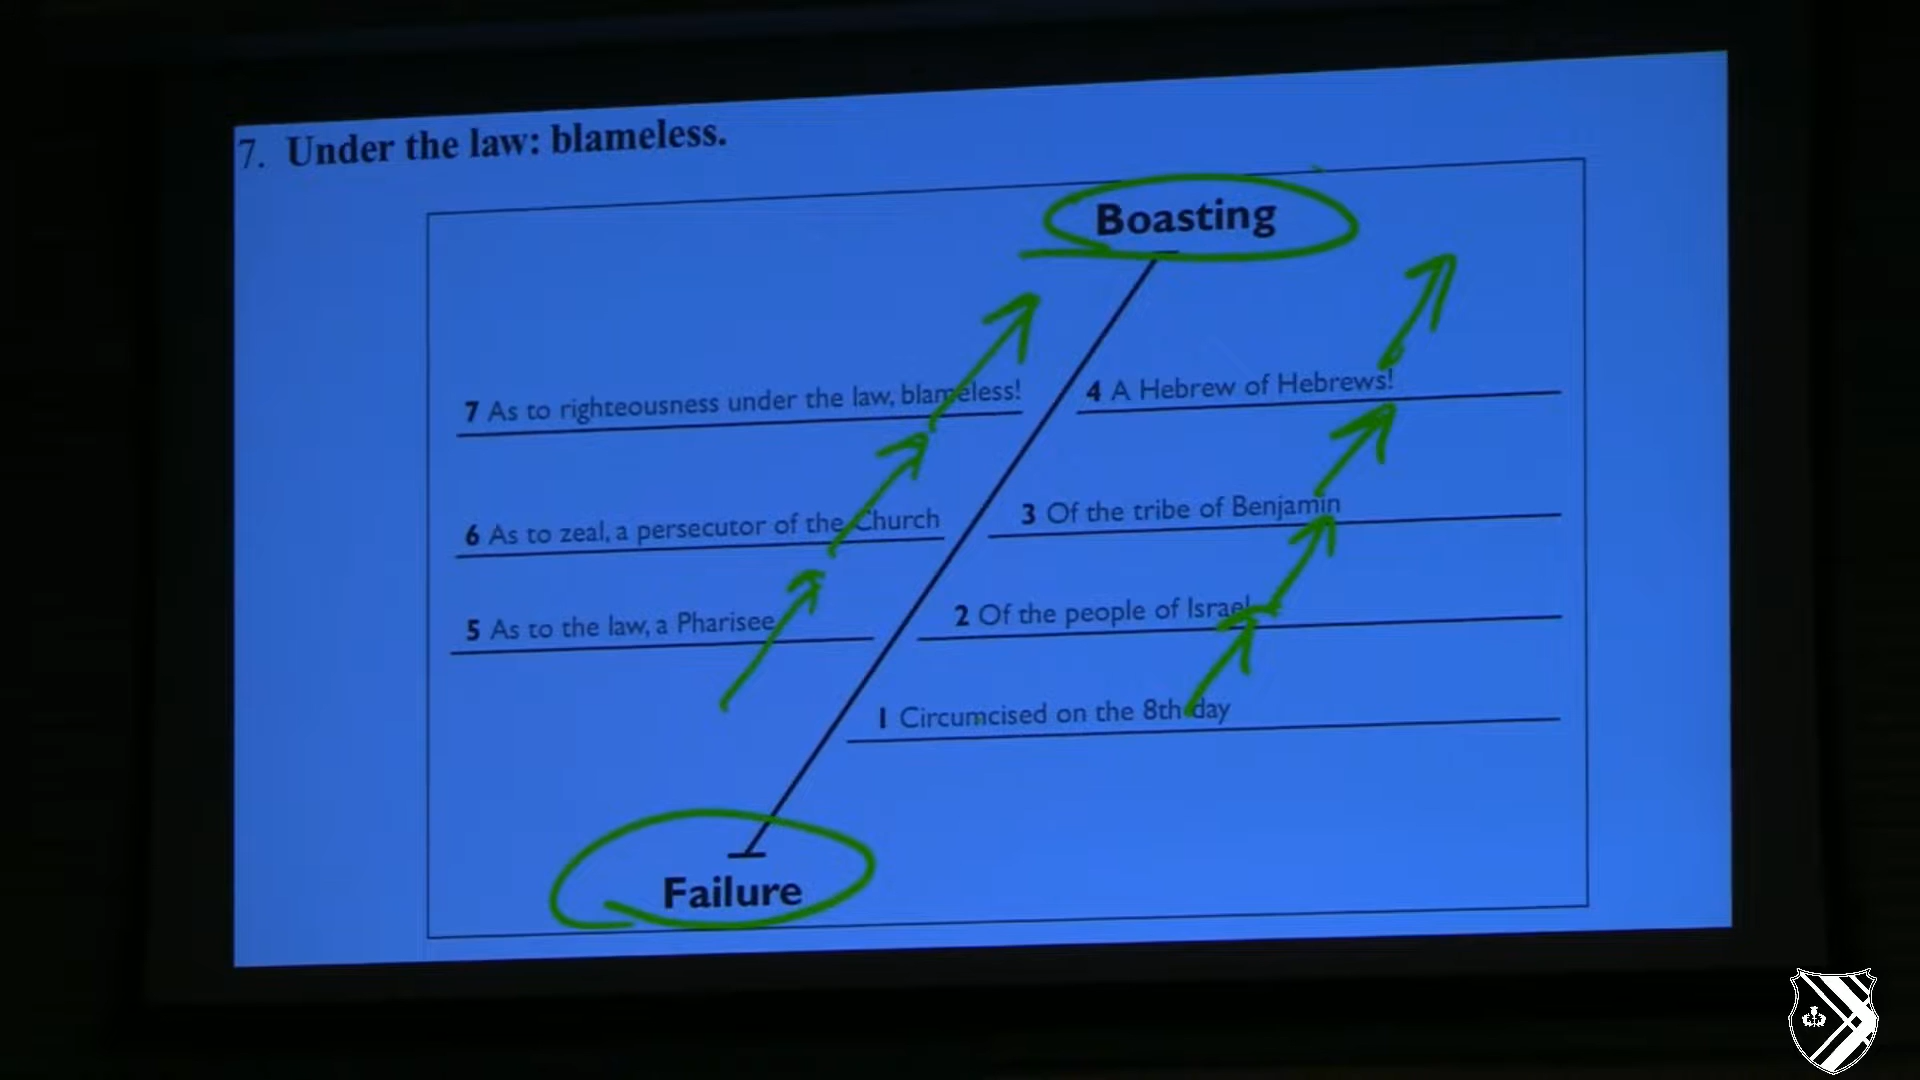 7. Under the law: blameless.
Boasting
7 As to righteousness under the law, blameless!
4 A Hebrew of Hebrews!
6 As to zeal, a persecutor of the Church
3 Of the tribe of Benjamin
5 As to the law, a Pharisee
2 Of the people of Israel
1 Circumcised on the 8th day
Failure